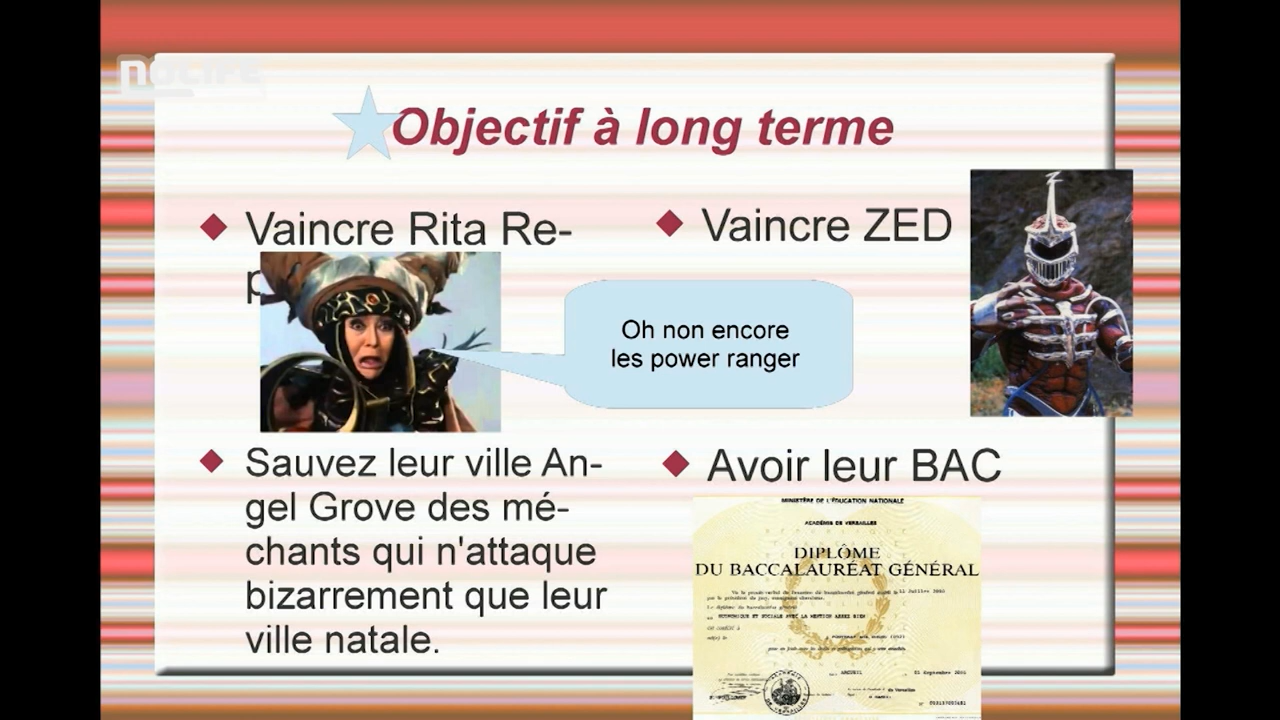 NOLIFE
Objectif à long terme
Vaincre Rita Re-
p
Vaincre ZED
Oh non encore
les power ranger
Sauvez leur ville An-
gel Grove des mé-
chants qui n'attaque
bizarrement que leur
ville natale.
Avoir leur BAC
MINISTÈRE DE L'ÉDUCATION NATIONALE
ACADÉMIE DE VERSAILLES
DIPLÔME
DU BACCALAURÉAT GÉNÉRAL